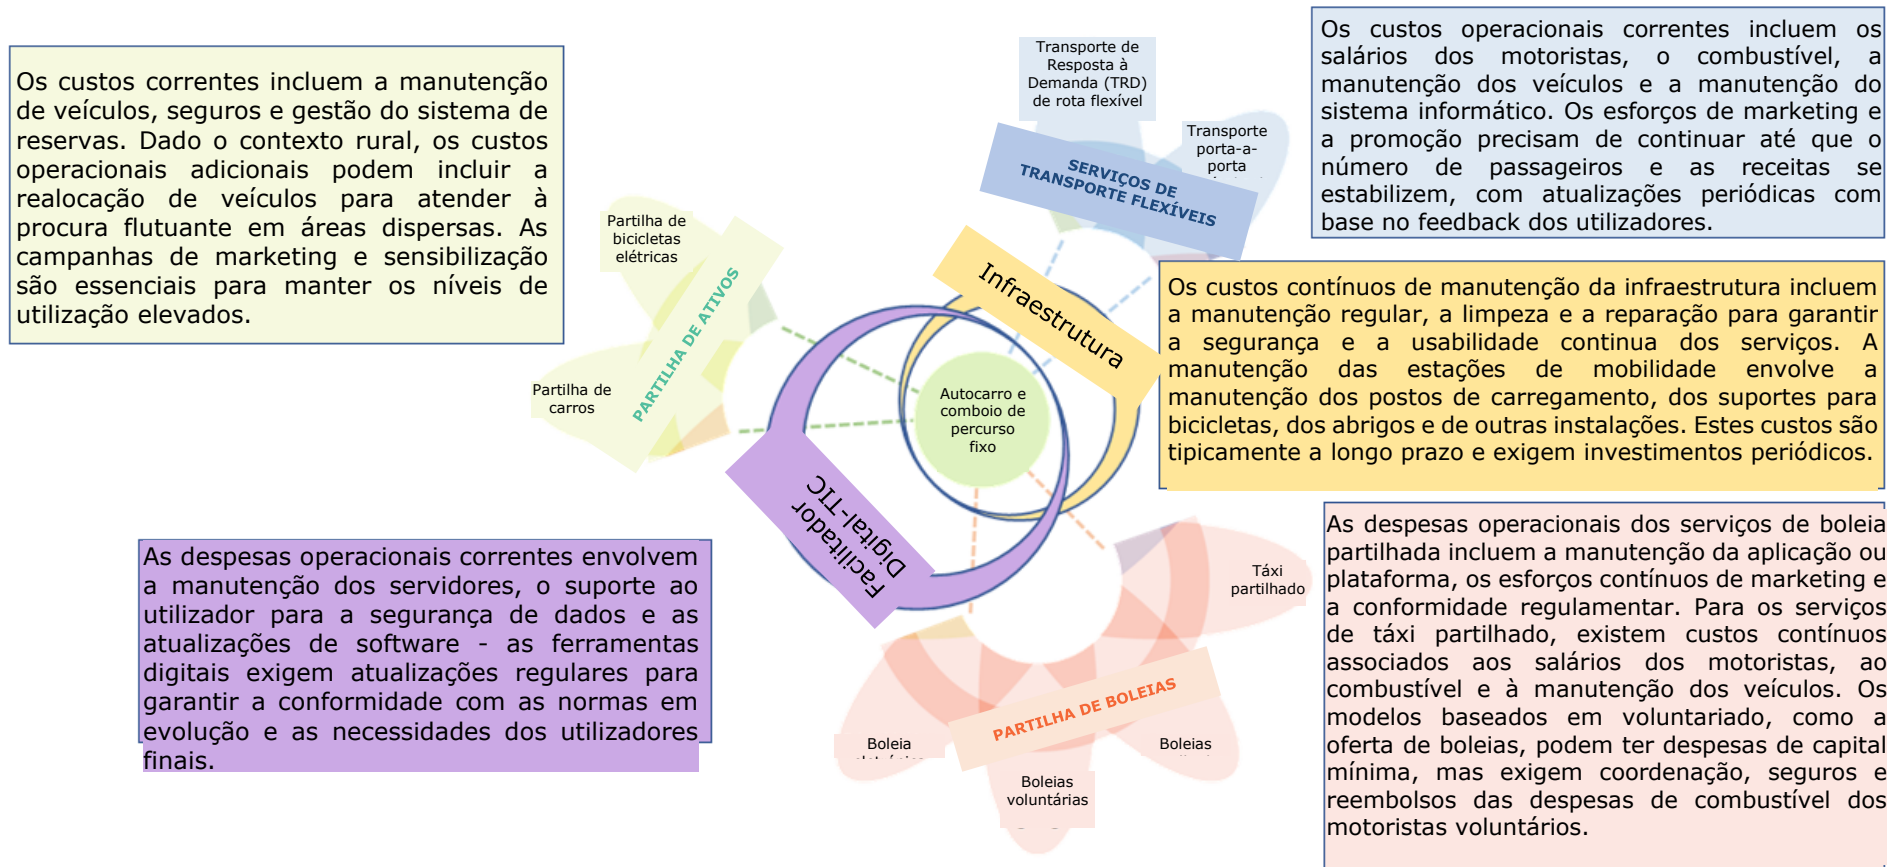 Os custos correntes incluem a manutenção
de veículos, seguros e gestão do sistema de
reservas. Dado o contexto rural, os custos
operacionais adicionais podem incluir a
realocação de veículos para atender à
procura flutuante em áreas dispersas. As
campanhas de marketing e sensibilização
são essenciais para manter os níveis de
utilização elevados.
Transporte de
Resposta à
Demanda (TRD)
de rota flexível
Transporte
porta-a-
porta
SERVIÇOS DE
TRANSPORTE FLEXÍVEIS
Os custos operacionais correntes incluem os
salários dos motoristas, o combustível, a
manutenção dos veículos e a manutenção do
sistema informático. Os esforços de marketing e
a promoção precisam de continuar até que o
número de passageiros e as receitas se
estabilizem, com atualizações periódicas com
base no feedback dos utilizadores.
Partilha de
bicicletas
elétricas
PARTILHA DE ATIVOS
Partilha de
carros
Infraestrutura
Autocarro e
comboio de
percurso
fixo
Os custos contínuos de manutenção da infraestrutura incluem
a manutenção regular, a limpeza e a reparação para garantir
a segurança e a usabilidade continua dos serviços. A
manutenção das estações de mobilidade envolve a
manutenção dos postos de carregamento, dos suportes para
bicicletas, dos abrigos e de outras instalações. Estes custos são
tipicamente a longo prazo e exigem investimentos periódicos.
Facilitador
Digital-TIC
As despesas operacionais correntes envolvem
a manutenção dos servidores, o suporte ao
utilizador para a segurança de dados e as
atualizações de software - as ferramentas
digitais exigem atualizações regulares para
garantir a conformidade com as normas em
evolução e as necessidades dos utilizadores
finais.
Táxi
partilhado
PARTILHA DE BOLEIAS
Boleia
Boleias
voluntárias
Boleias
As despesas operacionais dos serviços de boleia
partilhada incluem a manutenção da aplicação ou
plataforma, os esforços contínuos de marketing e
a conformidade regulamentar. Para os serviços
de táxi partilhado, existem custos contínuos
associados aos salários dos motoristas, ao
combustível e à manutenção dos veículos. Os
modelos baseados em voluntariado, como a
oferta de boleias, podem ter despesas de capital
mínima, mas exigem coordenação, seguros e
reembolsos das despesas de combustível dos
motoristas voluntários.